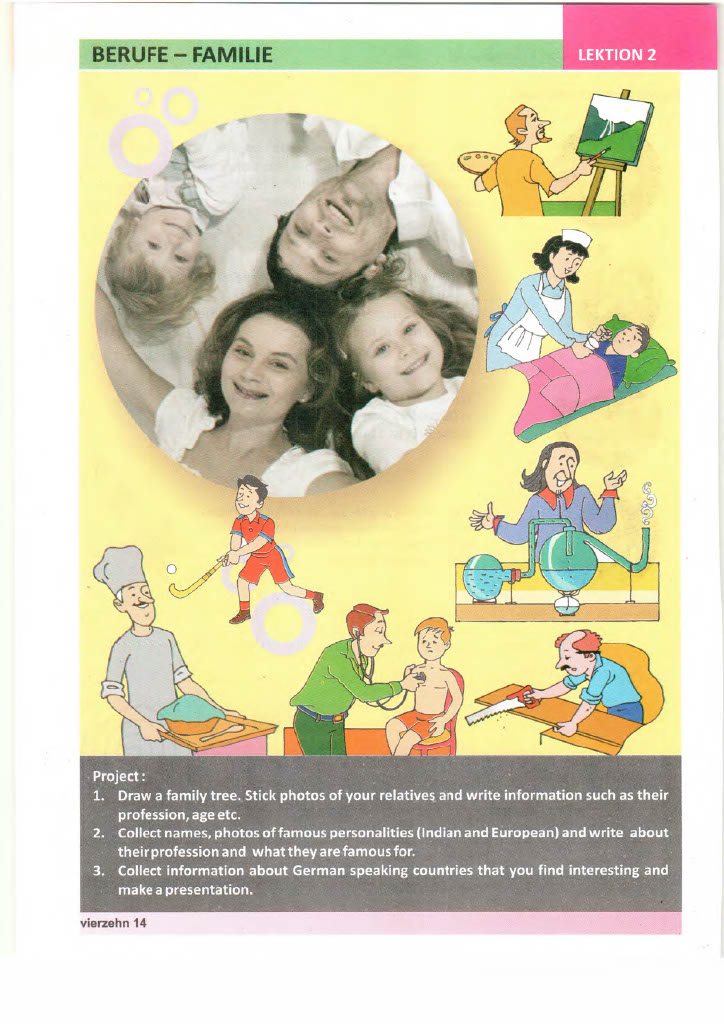 BERUFE – FAMILIE
LEKTION 2
Project :
1. Draw a family tree. Stick photos of your relatives and write information such as their
profession, age etc.
2. Collect names, photos of famous personalities (Indian and European) and write about
their profession and what they are famous for.
3. Collect information about German speaking countries that you find interesting and
make a presentation.
vierzehn 14